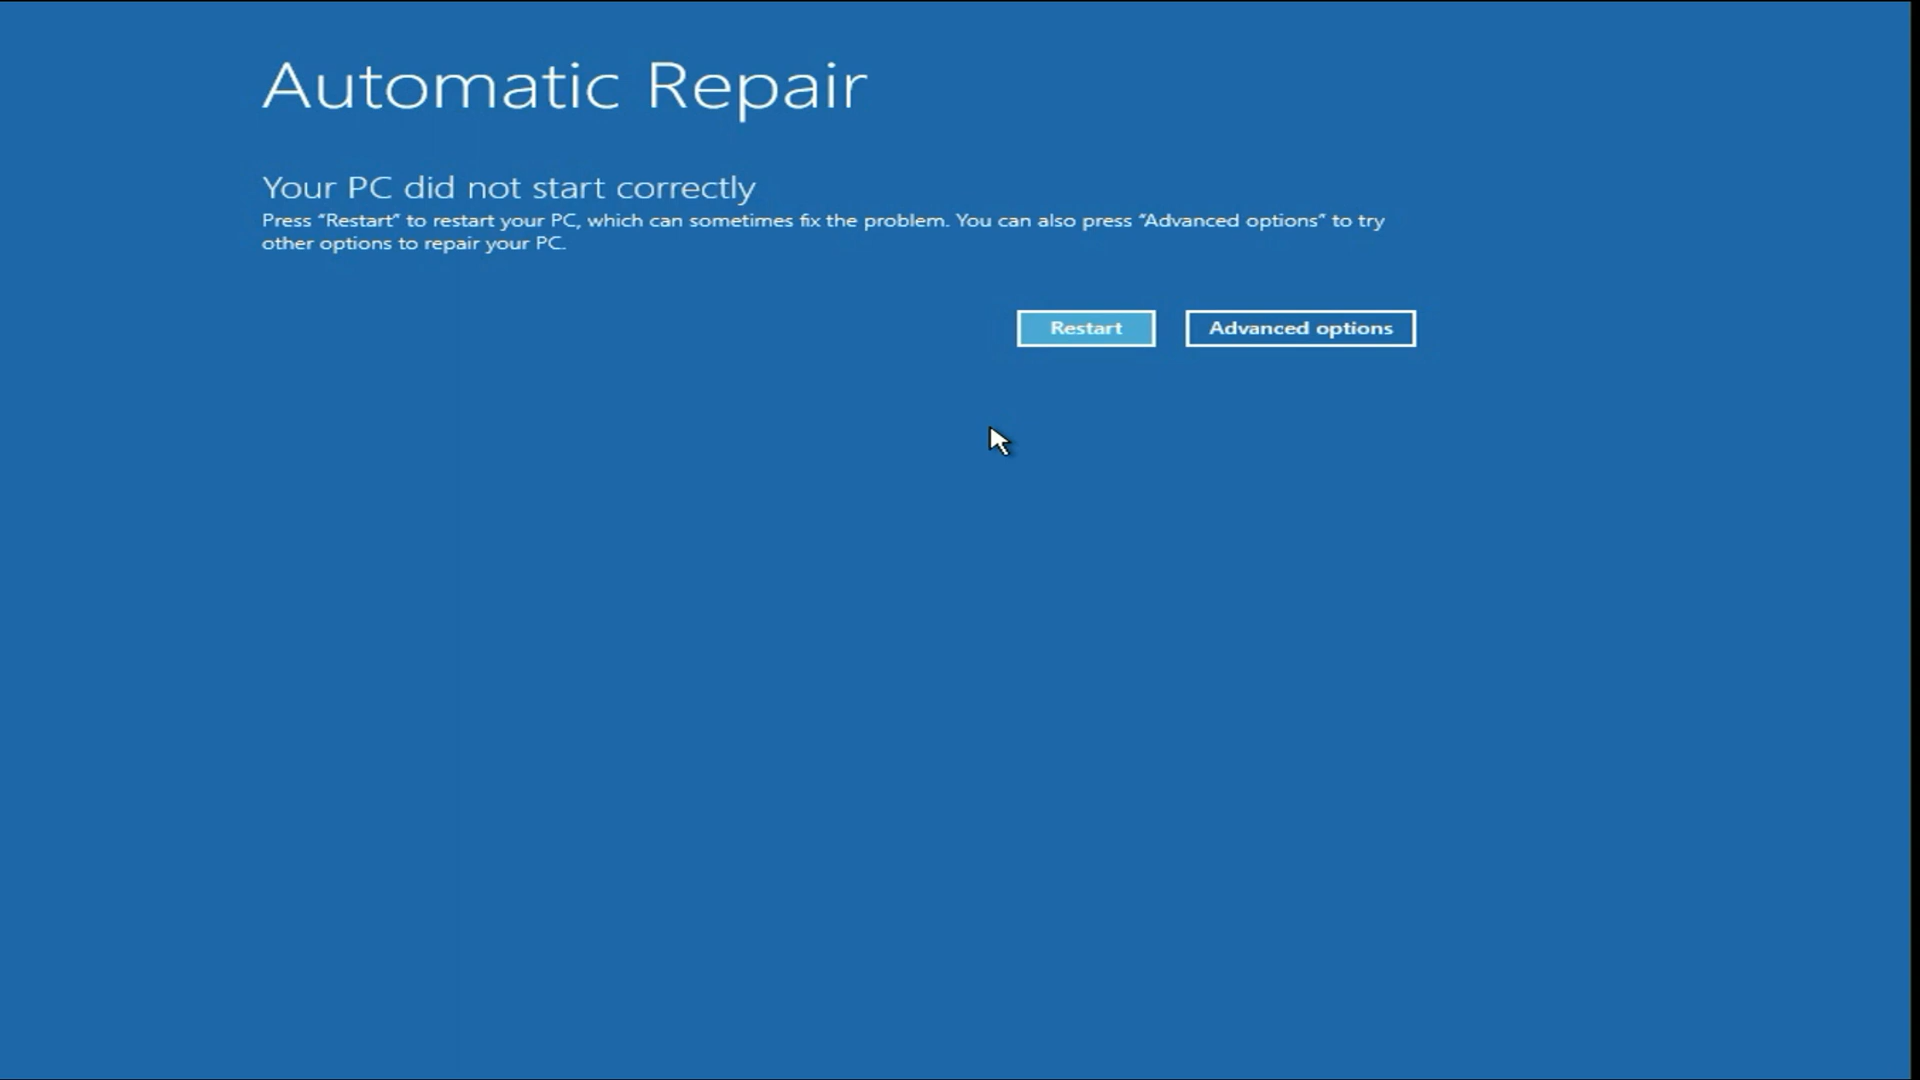 Automatic Repair
Your PC did not start correctly
Press “Restart” to restart your PC, which can sometimes fix the problem. You can also press “Advanced options” to try
other options to repair your PC.
Restart
Advanced options